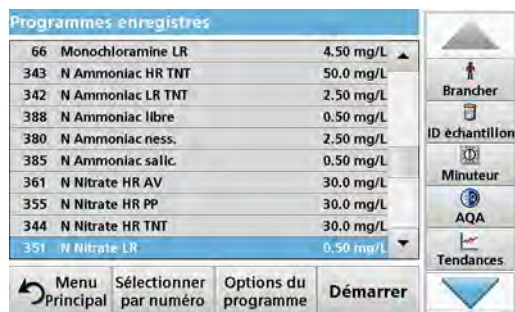 Programmes enregistrés
66 Monochloramine LR 4.50 mg/L
343 N Ammoniac HR TNT 50.0 mg/L
342 N Ammoniac LR TNT 2.50 mg/L
388 N Ammoniac libre 0.50 mg/L
380 N Ammoniac ness. 2.50 mg/L
385 N Ammoniac salic. 0.50 mg/L
361 N Nitrate HR AV 30.0 mg/L
355 N Nitrate HR PP 30.0 mg/L
344 N Nitrate HR TNT 30.0 mg/L
351 N Nitrate LR 0.50 mg/L
Menu Principal
Sélectionner par numéro
Options du programme
Démarrer
Brancher
ID échantillon
Minuteur
AQA
Tendances